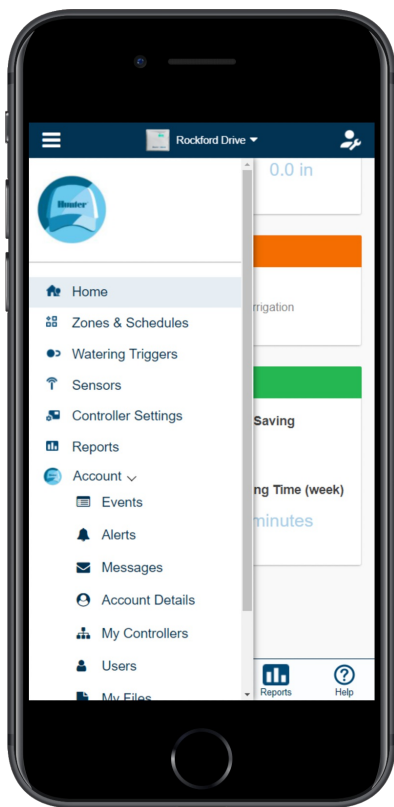 Rockford Drive
0.0 in
Hunter
Home
rrigation
Zones & Schedules
Watering Triggers
Sensors
Controller Settings
Saving
Reports
Account
ng Time (week)
Events
minutes
Alerts
Messages
Account Details
My Controllers
Users
My Files
Reports
Help